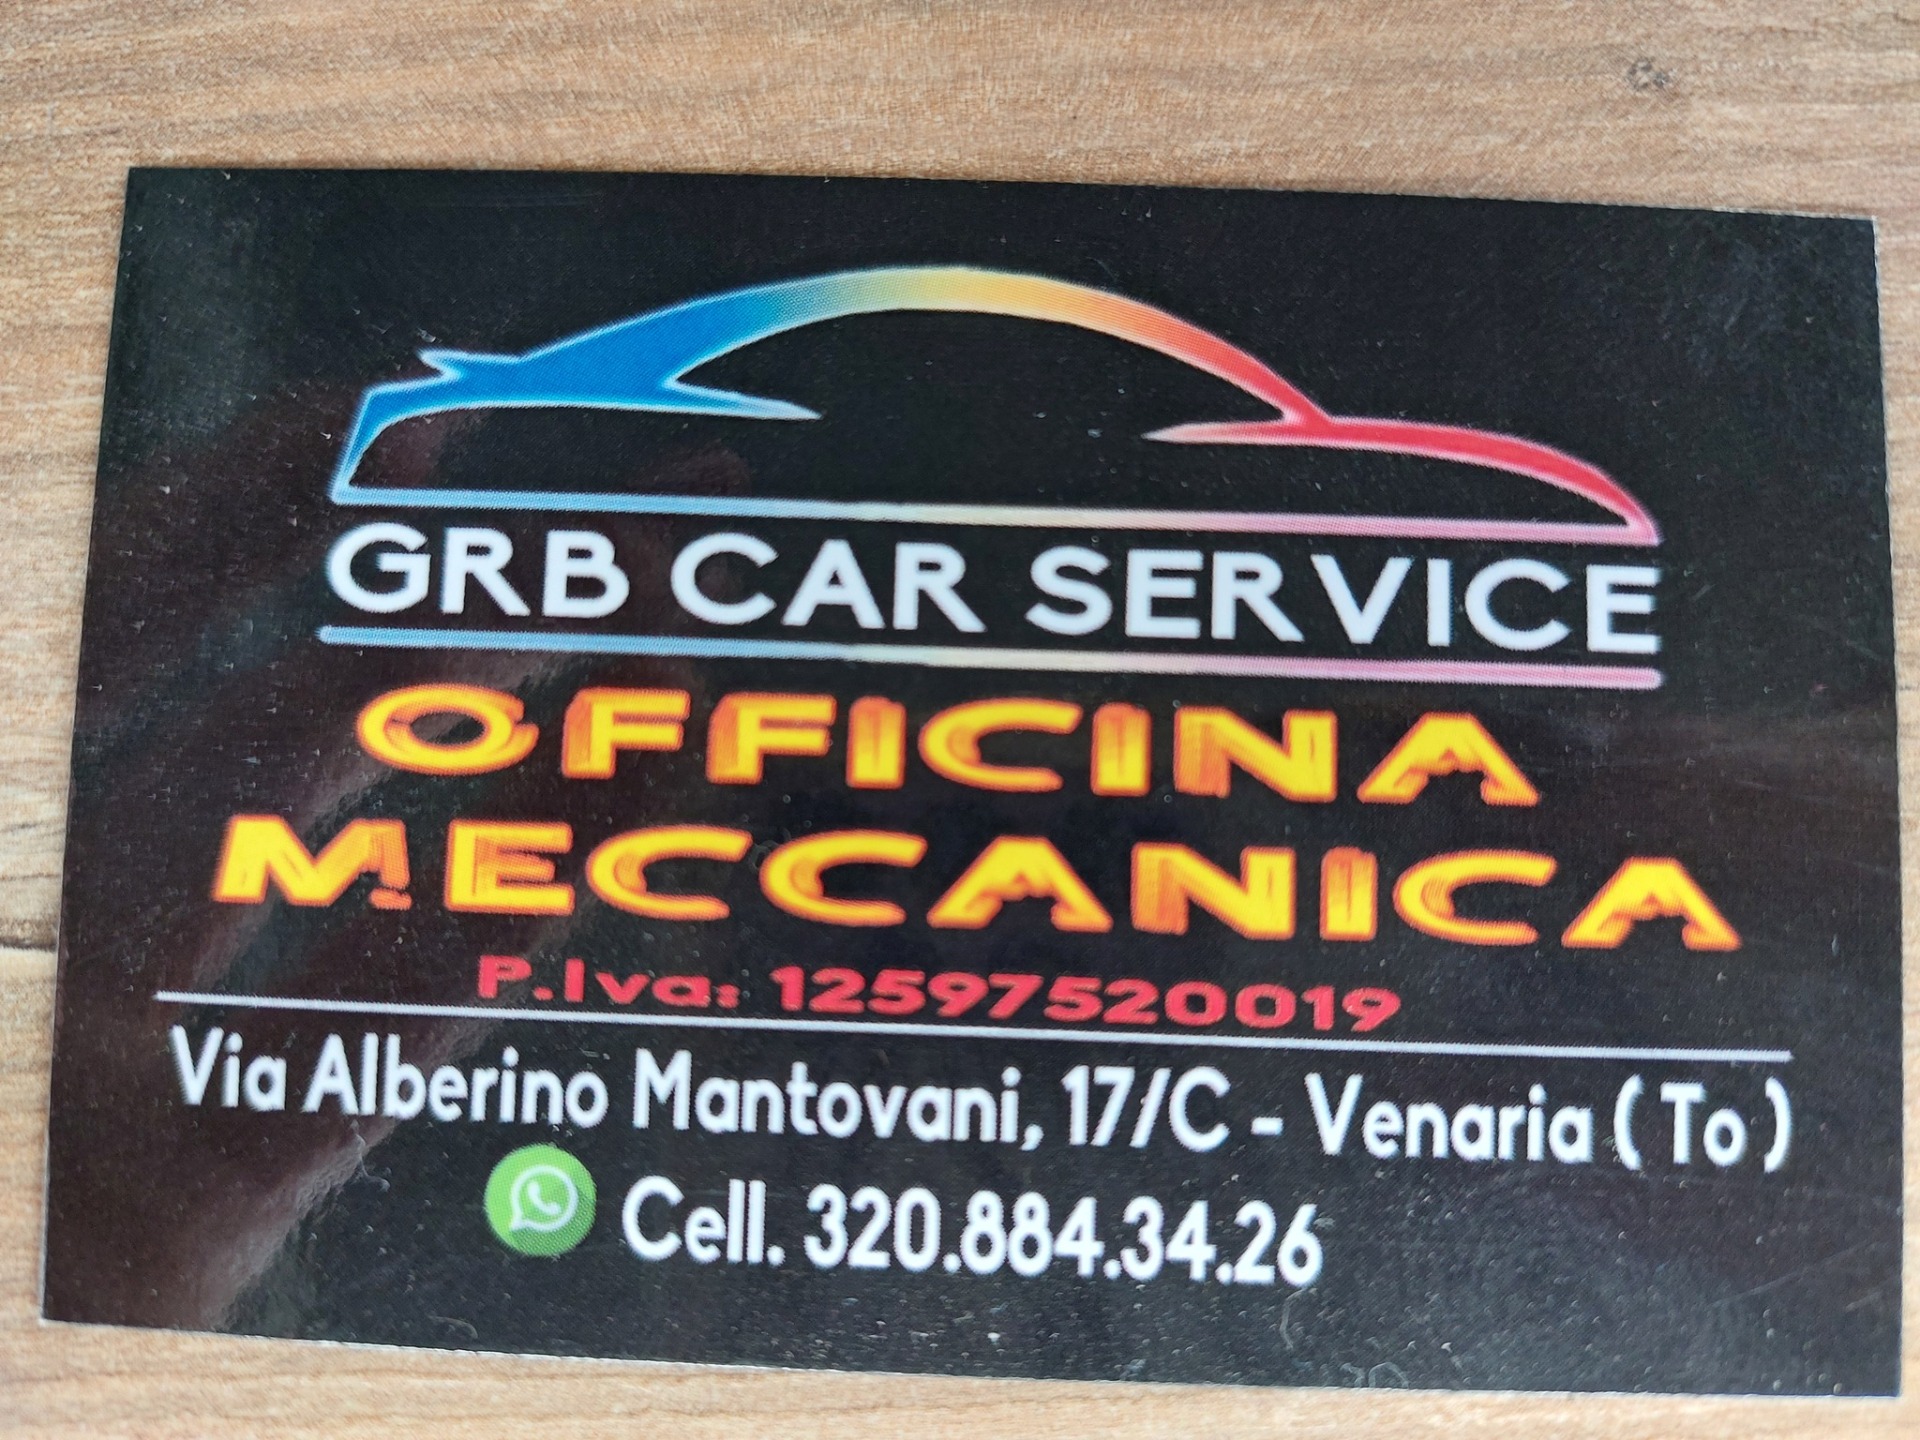 GRB CAR SERVICE
OFFICINA
MECCANICA
P.Iva: 12597520019
Via Alberino Mantovani, 17/C - Venaria ( To )
Cell. 320.884.34.26